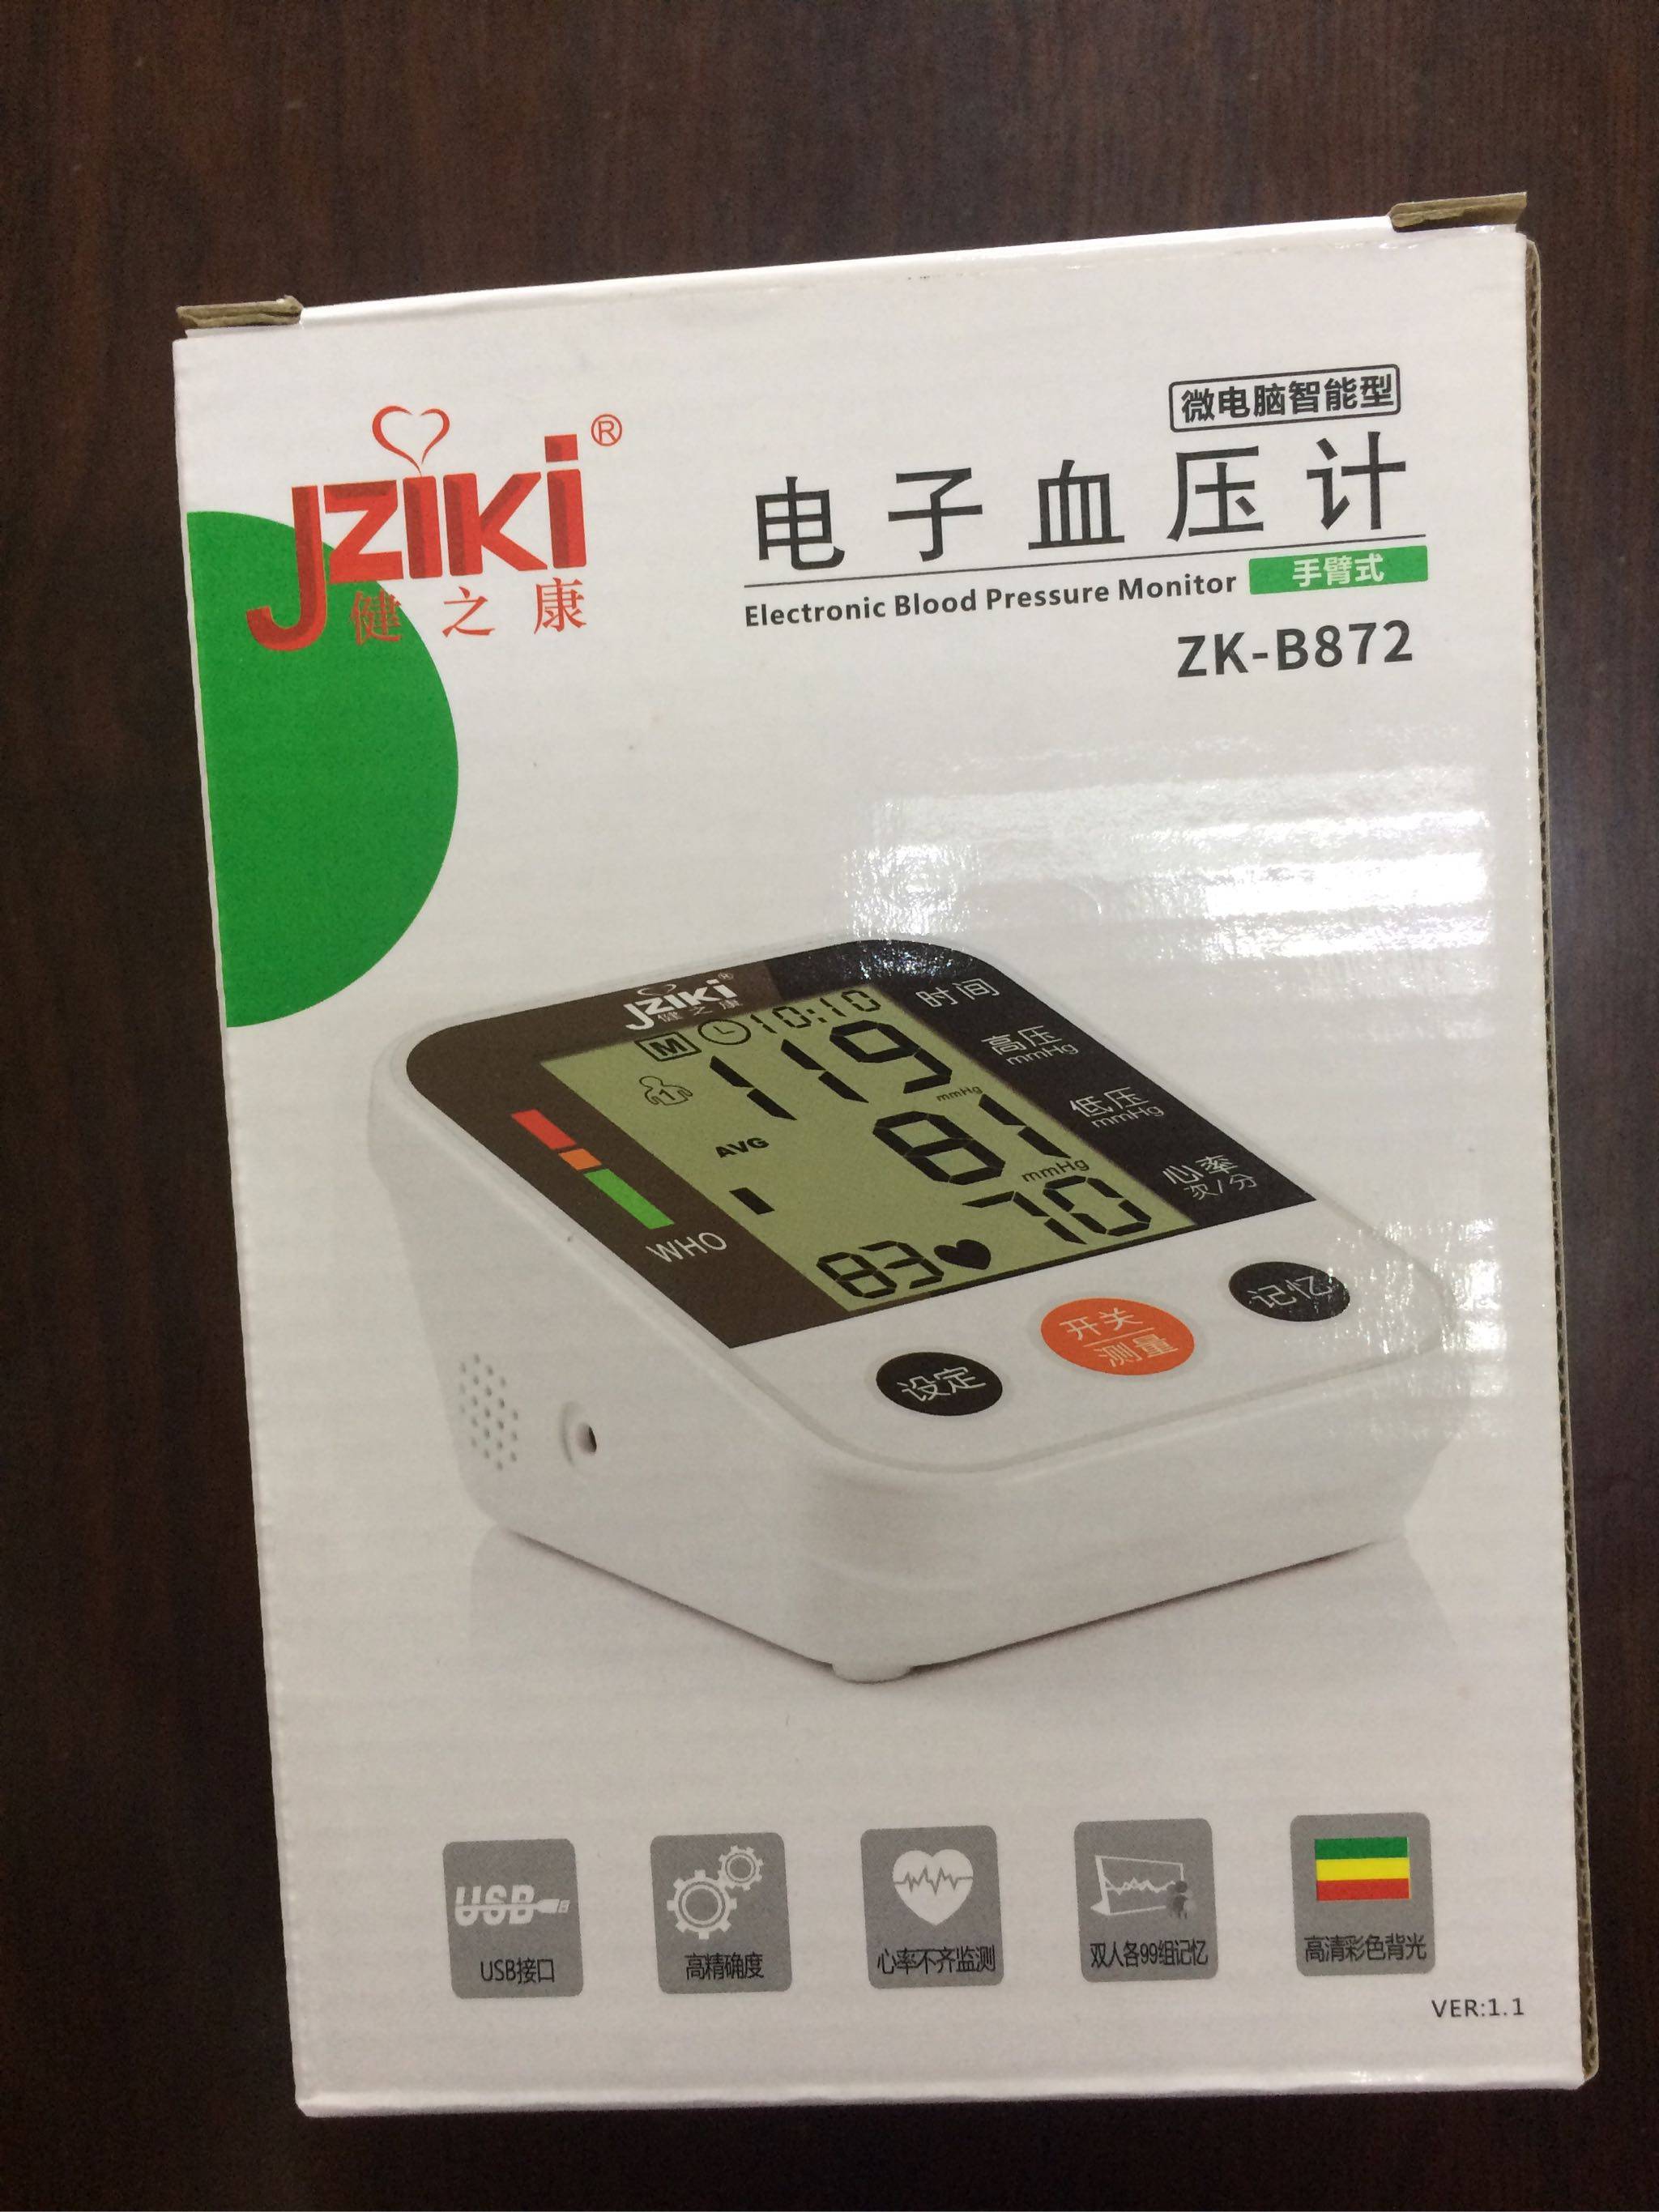 JZIKI®
健之康
微电脑智能型
电子血压计
Electronic Blood Pressure Monitor 手臂式
ZK-B872
JZIKI®
健之康
M 10:10 时间
1 119 mmHg 高压 mmHg
AVG 81 mmHg 低压 mmHg
70 心率 次/分
83
WHO
设定
开关
测量
记忆
USB
USB接口
高精确度
心率不齐监测
双人各99组记忆
高清彩色背光
VER:1.1